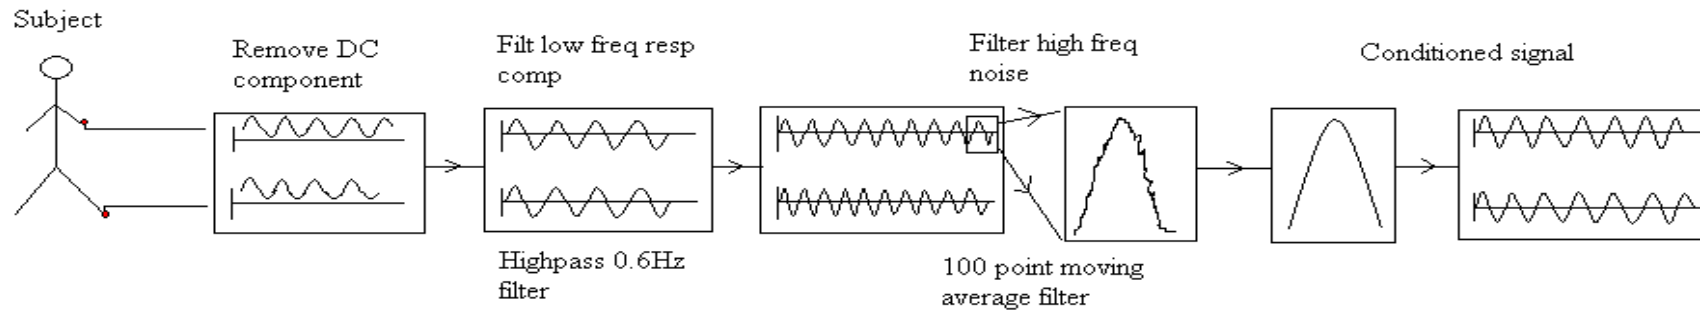 Subject
Remove DC
component
Filt low freq resp
comp
Highpass 0.6Hz
filter
Filter high freq
noise
100 point moving
average filter
Conditioned signal